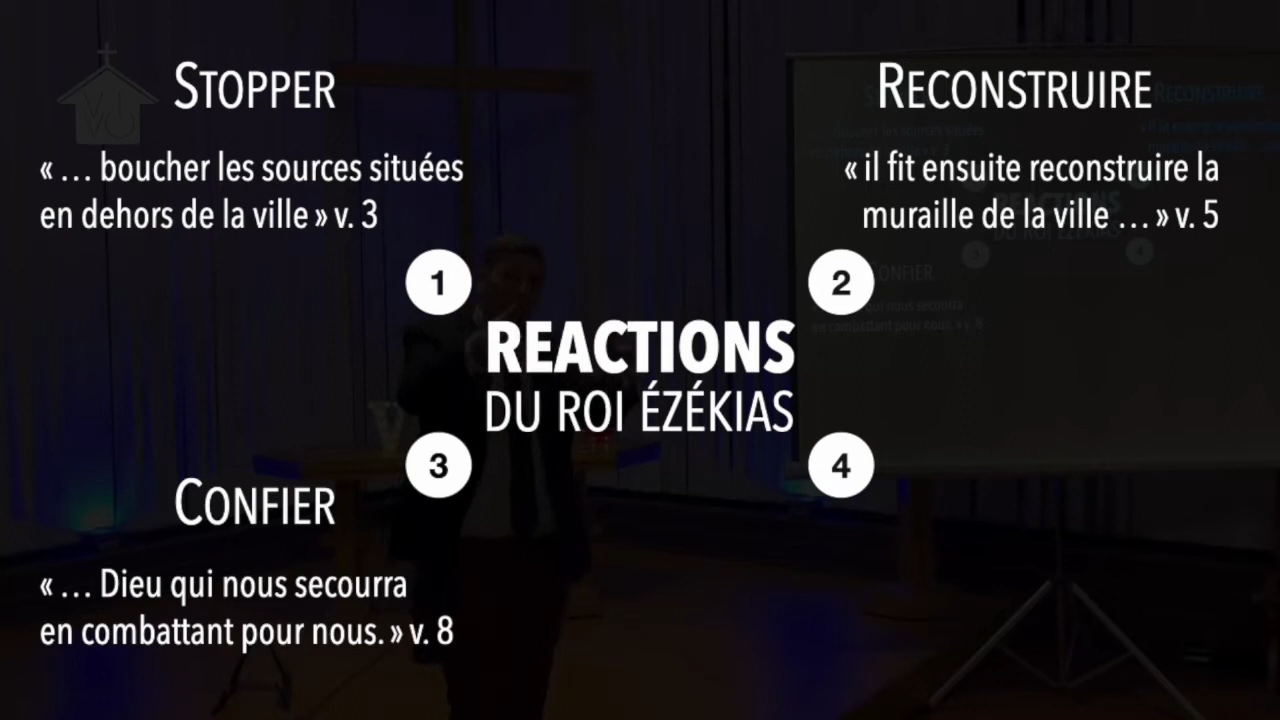 STOPPER
« … boucher les sources situées
en dehors de la ville » v. 3
RECONSTRUIRE
« il fit ensuite reconstruire la
muraille de la ville … » v. 5
1
2
REACTIONS
DU ROI ÉZÉKIAS
3
4
CONFIER
« … Dieu qui nous secourra
en combattant pour nous. » v. 8